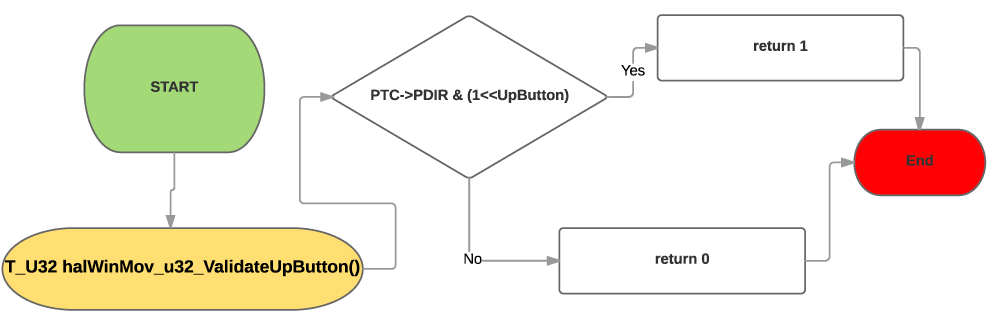 START
T_U32 halWinMov_u32_ValidateUpButton()
PTC->PDIR & (1<<UpButton)
Yes
return 1
No
return 0
End